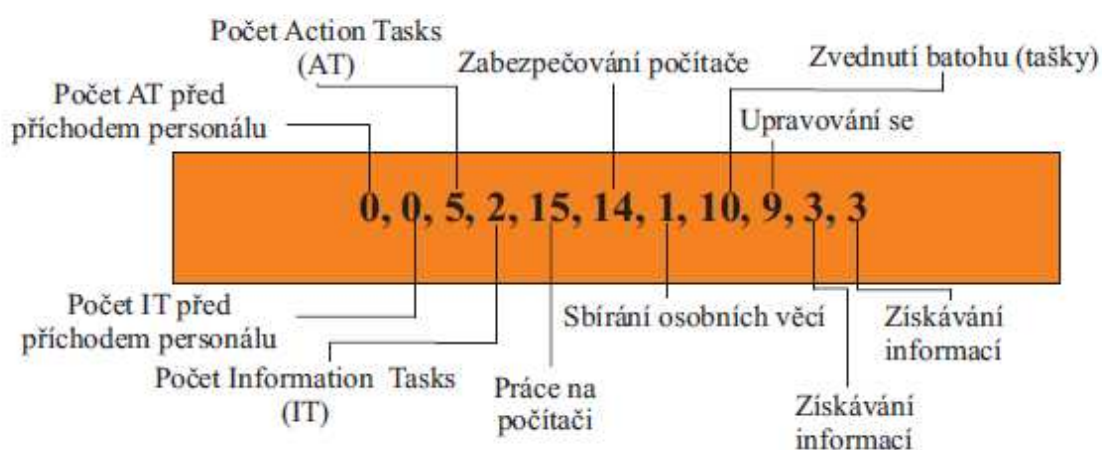 Počet Action Tasks
(AT)
Zabezpečování počítače
Zvednutí batohu (tašky)
Počet AT před
příchodem personálu
Upravování se
0, 0, 5, 2, 15, 14, 1, 10, 9, 3, 3
Počet IT před
příchodem personálu
Sbírání osobních věcí
Získávání
informací
Počet Information Tasks
(IT)
Práce na
počítači
Získávání
informací